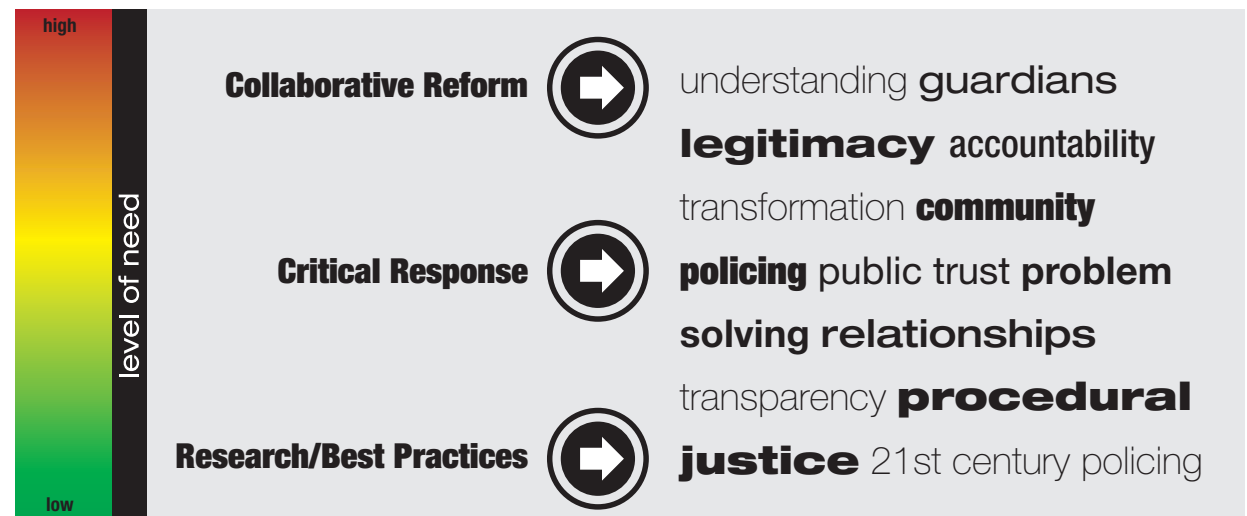 high
Collaborative Reform
understanding guardians
legitimacy accountability
transformation community
level of need
Critical Response
policing public trust problem
solving relationships
transparency procedural
Research/Best Practices
justice 21st century policing
low